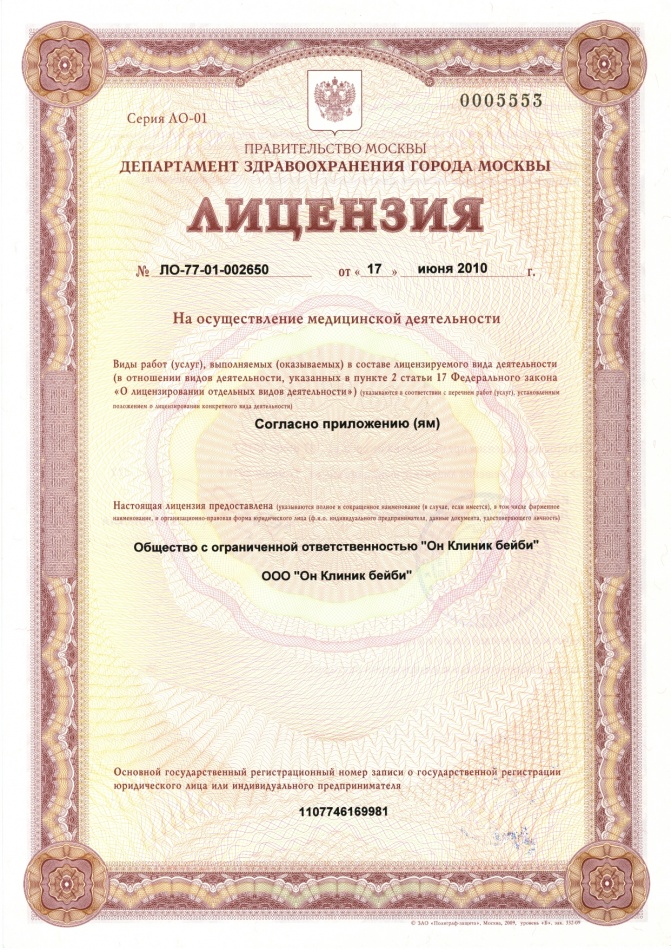 0005553
Серия ЛО-01
ПРАВИТЕЛЬСТВО МОСКВЫ
ДЕПАРТАМЕНТ ЗДРАВООХРАНЕНИЯ ГОРОДА МОСКВЫ
ЛИЦЕНЗИЯ
№ ЛО-77-01-002650 от « 17 » июня 2010 г.
На осуществление медицинской деятельности
Виды работ (услуг), выполняемых (оказываемых) в составе лицензируемого вида деятельности
(в отношении видов деятельности, указанных в пункте 2 статьи 17 Федерального закона
«О лицензировании отдельных видов деятельности») (указываются в соответствии с перечнем работ (услуг), установленным
положением о лицензировании конкретного вида деятельности)
Согласно приложению (ям)
Настоящая лицензия предоставлена (указываются полное и сокращенное наименование (в случае, если имеется), в том числе фирменное
наименование, и организационно-правовая форма юридического лица (ф.и.о. индивидуального предпринимателя, данные документа, удостоверяющего личность)
Общество с ограниченной ответственностью "Он Клиник бейби"
ООО "Он Клиник бейби"
Основной государственный регистрационный номер записи о государственной регистрации
юридического лица или индивидуального предпринимателя
1107746169981
© ЗАО «Полиграф-защита», Москва, 2009, уровень «В», зак.